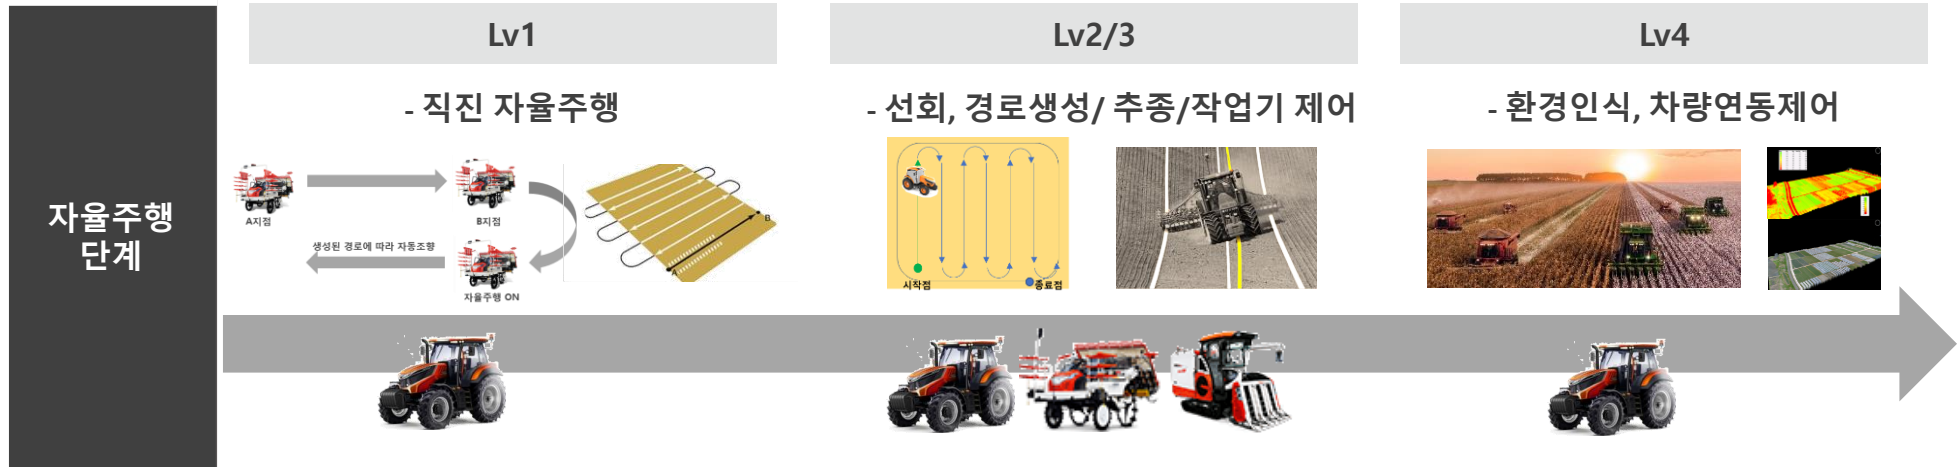 자율주행
단계
Lv1
- 직진 자율주행
A지점
B지점
생성된 경로에 따라 자동조향
자율주행 ON
A
B
Lv2/3
- 선회, 경로생성/ 추종/작업기 제어
시작점
종료점
Lv4
- 환경인식, 차량연동제어